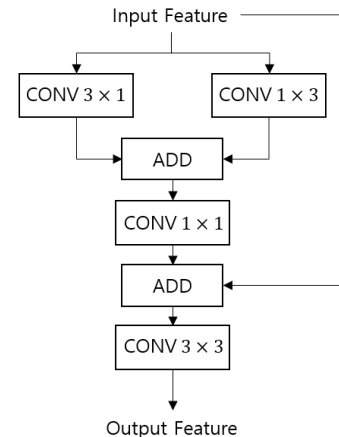 Input Feature
CONV 3 × 1
CONV 1 × 3
ADD
CONV 1 × 1
ADD
CONV 3 × 3
Output Feature